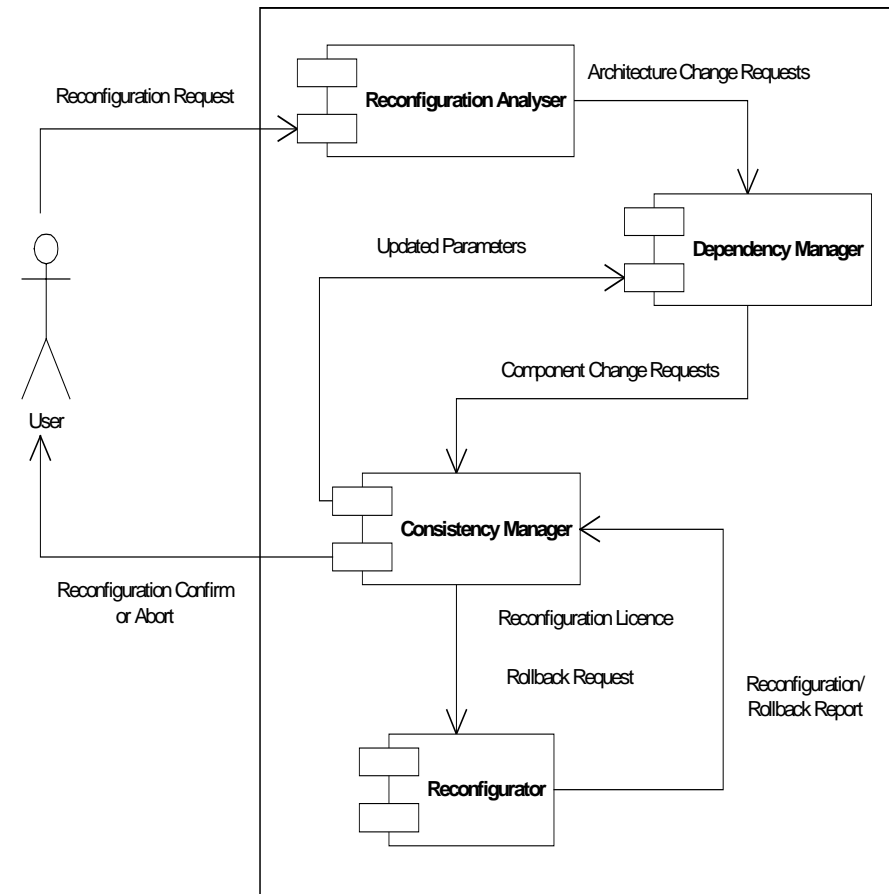 Architecture Change Requests
Reconfiguration Request
Reconfiguration Analyser
Updated Parameters
Dependency Manager
Component Change Requests
User
Consistency Manager
Reconfiguration Confirm
or Abort
Reconfiguration Licence
Rollback Request
Reconfiguration/
Rollback Report
Reconfigurator